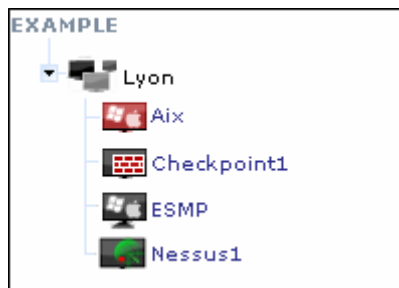 EXAMPLE
Lyon
Aix
Checkpoint1
ESMP
Nessus1